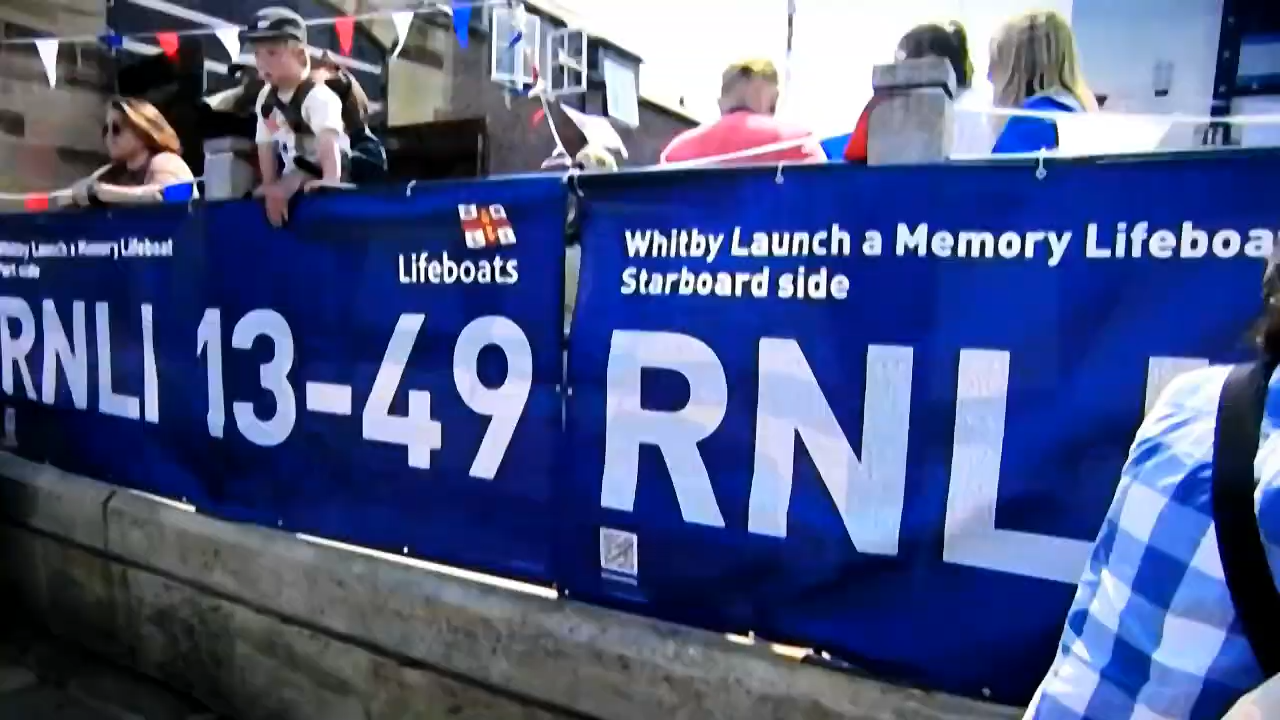 Whitby Launch a Memory Lifeboat
Port side
RNLI 13-49
Lifeboats
Whitby Launch a Memory Lifeboa
Starboard side
RNL